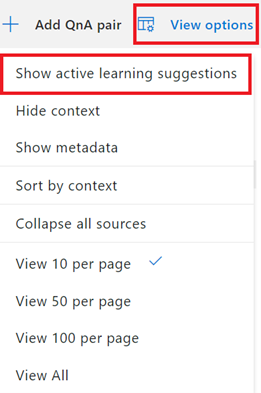 Add QnA pair View options
Show active learning suggestions
Hide context
Show metadata
Sort by context
Collapse all sources
View 10 per page
View 50 per page
View 100 per page
View All